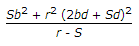 Sb² + r² (2bd + Sd)²
r - S